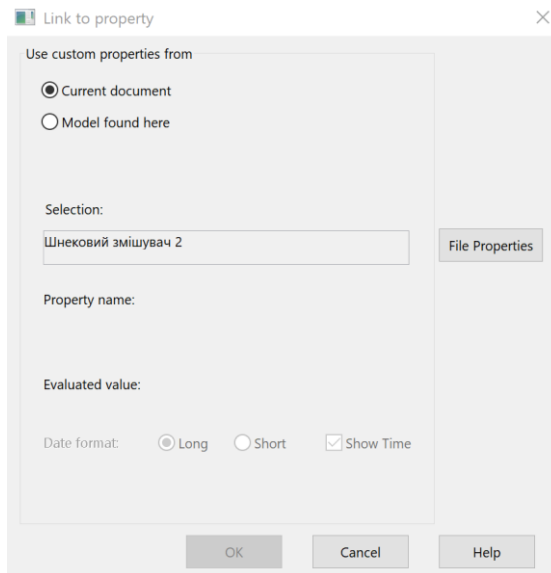 Link to property
Use custom properties from
Current document
Model found here
Selection:
Шнековий змішувач 2
File Properties
Property name:
Evaluated value:
Date format: Long Short Show Time
OK Cancel Help